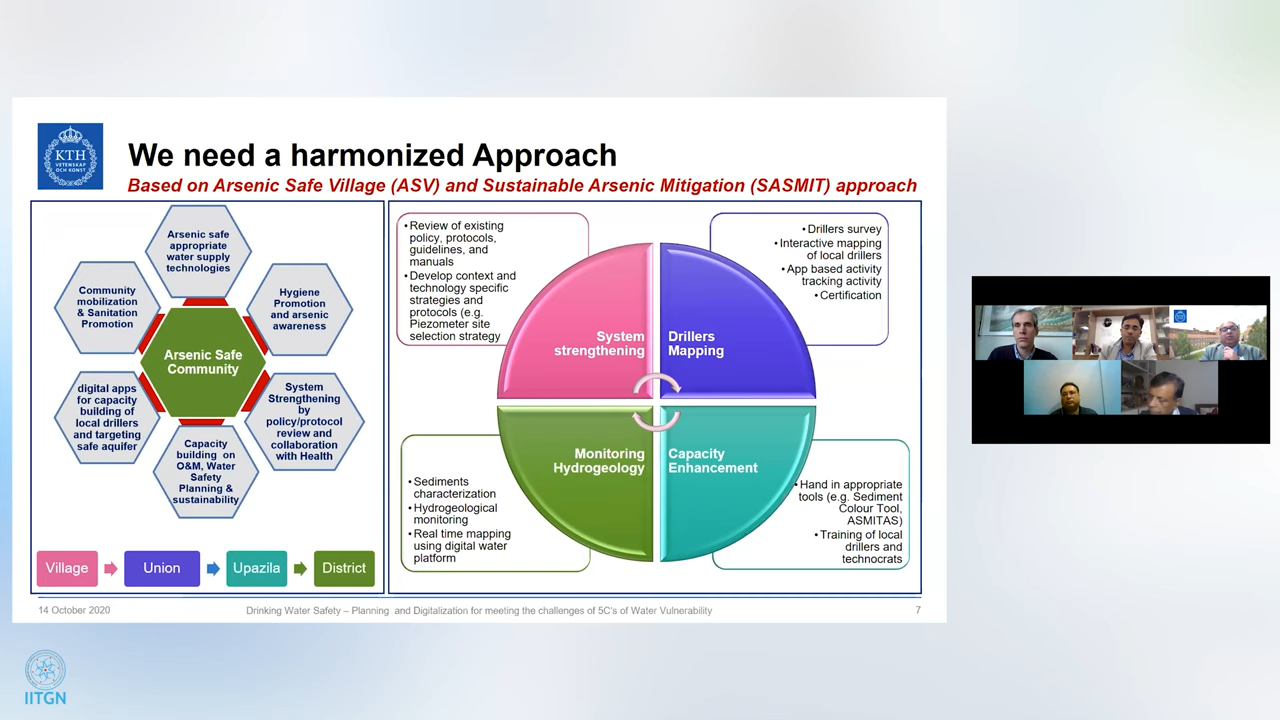 KTH
VETENSKAP
OCH KONST
We need a harmonized Approach
Based on Arsenic Safe Village (ASV) and Sustainable Arsenic Mitigation (SASMIT) approach
Arsenic safe
appropriate
water supply
technologies
Community
mobilization
& Sanitation
Promotion
Hygiene
Promotion
and arsenic
awareness
Arsenic Safe
Community
digital apps
for capacity
building of
local drillers
and targeting
safe aquifer
System
Strengthening
by
policy/protocol
review and
collaboration
with Health
Capacity
building on
O&M, Water
Safety
Planning &
sustainability
Village
Union
Upazila
District
• Review of existing
policy, protocols,
guidelines, and
manuals
• Develop context and
technology specific
strategies and
protocols (e.g.
Piezometer site
selection strategy
• Drillers survey
• Interactive mapping
of local drillers
• App based activity
tracking activity
• Certification
System
strengthening
Drillers
Mapping
Monitoring
Hydrogeology
Capacity
Enhancement
• Sediments
characterization
• Hydrogeological
monitoring
• Real time mapping
using digital water
platform
• Hand in appropriate
tools (e.g. Sediment
Colour Tool,
ASMITAS)
• Training of local
drillers and
technocrats
14 October 2020
Drinking Water Safety – Planning and Digitalization for meeting the challenges of 5C's of Water Vulnerability
7
IITGN